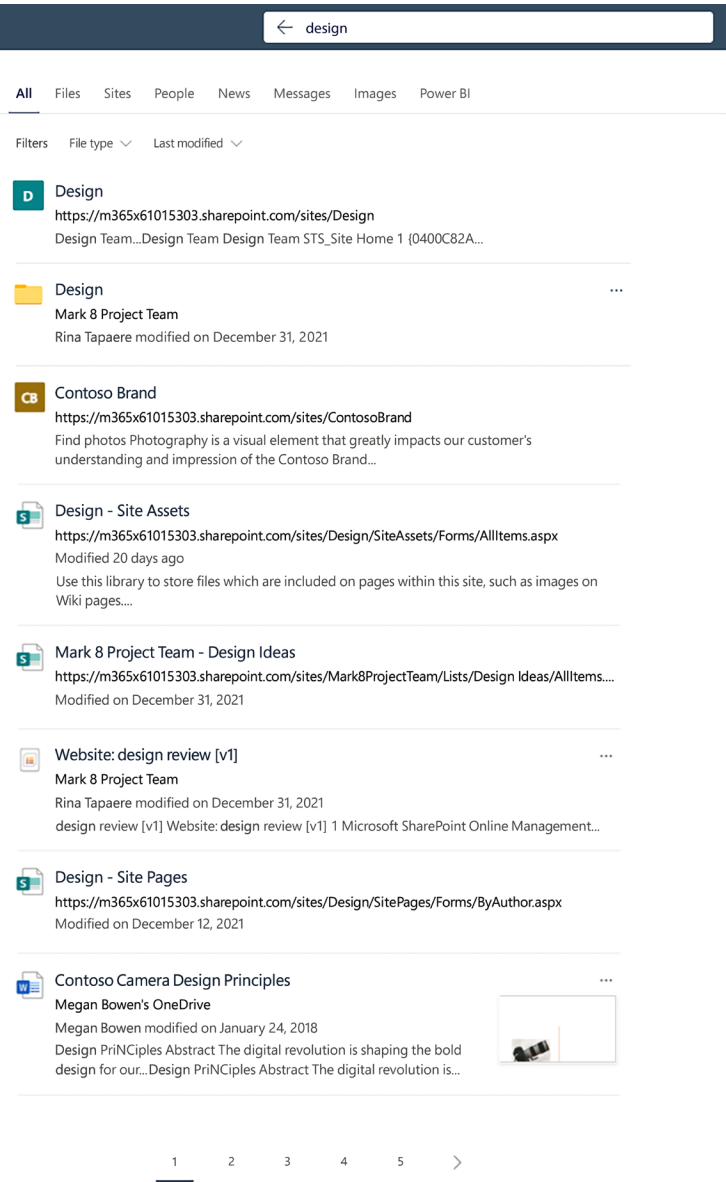 design
All Files Sites People News Messages Images Power BI
Filters File type Last modified
D Design
https://m365x61015303.sharepoint.com/sites/Design
Design Team...Design Team Design Team STS_Site Home 1 {0400C82A...
Design ...
Mark 8 Project Team
Rina Tapaere modified on December 31, 2021
CB Contoso Brand
https://m365x61015303.sharepoint.com/sites/ContosoBrand
Find photos Photography is a visual element that greatly impacts our customer's
understanding and impression of the Contoso Brand...
S Design - Site Assets
https://m365x61015303.sharepoint.com/sites/Design/SiteAssets/Forms/AllItems.aspx
Modified 20 days ago
Use this library to store files which are included on pages within this site, such as images on
Wiki pages....
S Mark 8 Project Team - Design Ideas
https://m365x61015303.sharepoint.com/sites/Mark8ProjectTeam/Lists/Design Ideas/AllItems....
Modified on December 31, 2021
Website: design review [v1] ...
Mark 8 Project Team
Rina Tapaere modified on December 31, 2021
design review [v1] Website: design review [v1] 1 Microsoft SharePoint Online Management...
S Design - Site Pages
https://m365x61015303.sharepoint.com/sites/Design/SitePages/Forms/ByAuthor.aspx
Modified on December 12, 2021
W Contoso Camera Design Principles ...
Megan Bowen's OneDrive
Megan Bowen modified on January 24, 2018
Design PriNCiples Abstract The digital revolution is shaping the bold
design for our...Design PriNCiples Abstract The digital revolution is...
1 2 3 4 5